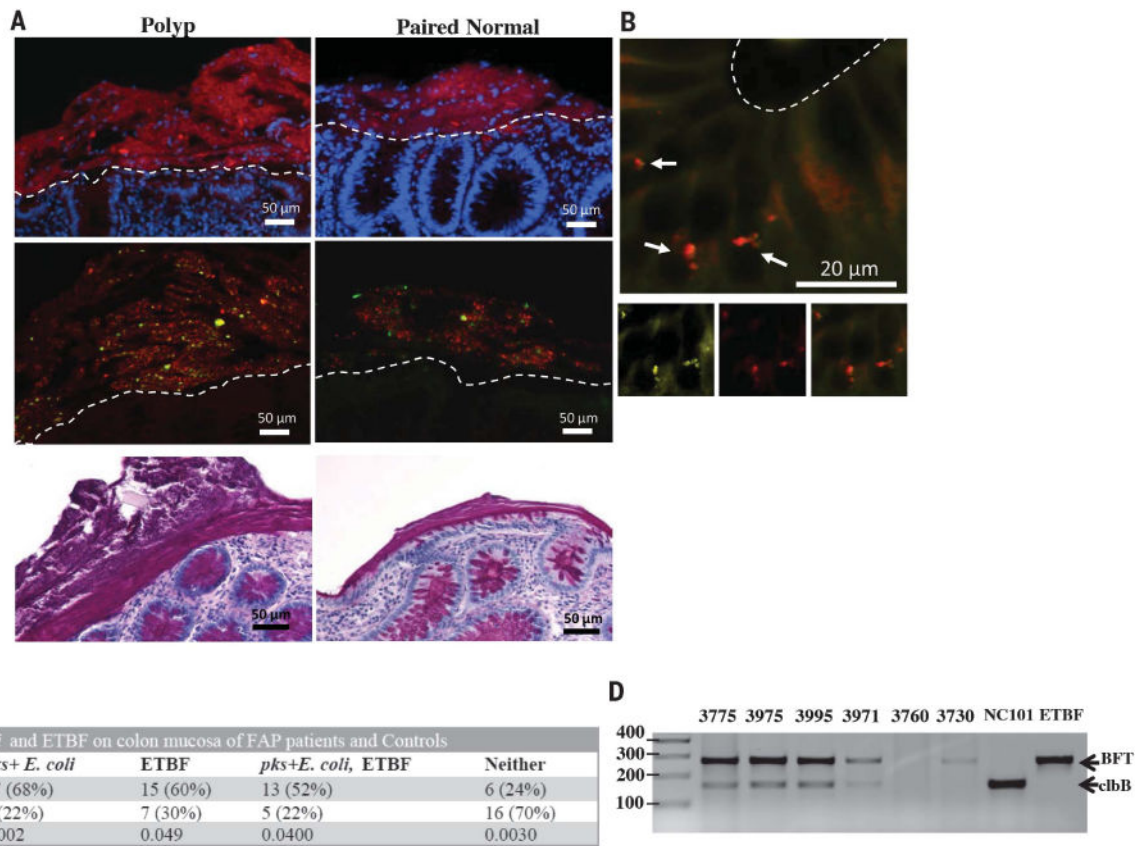 A
Polyp
Paired Normal
B
50 µm
50 µm
20 µm
50 µm
50 µm
50 µm
50 µm
and ETBF on colon mucosa of FAP patients and Controls
s+ E. coli ETBF pks+E. coli, ETBF Neither
(68%) 15 (60%) 13 (52%) 6 (24%)
(22%) 7 (30%) 5 (22%) 16 (70%)
002 0.049 0.0400 0.0030
D
3775 3975 3995 3971 3760 3730 NC101 ETBF
400
300
200
100
BFT
clbB